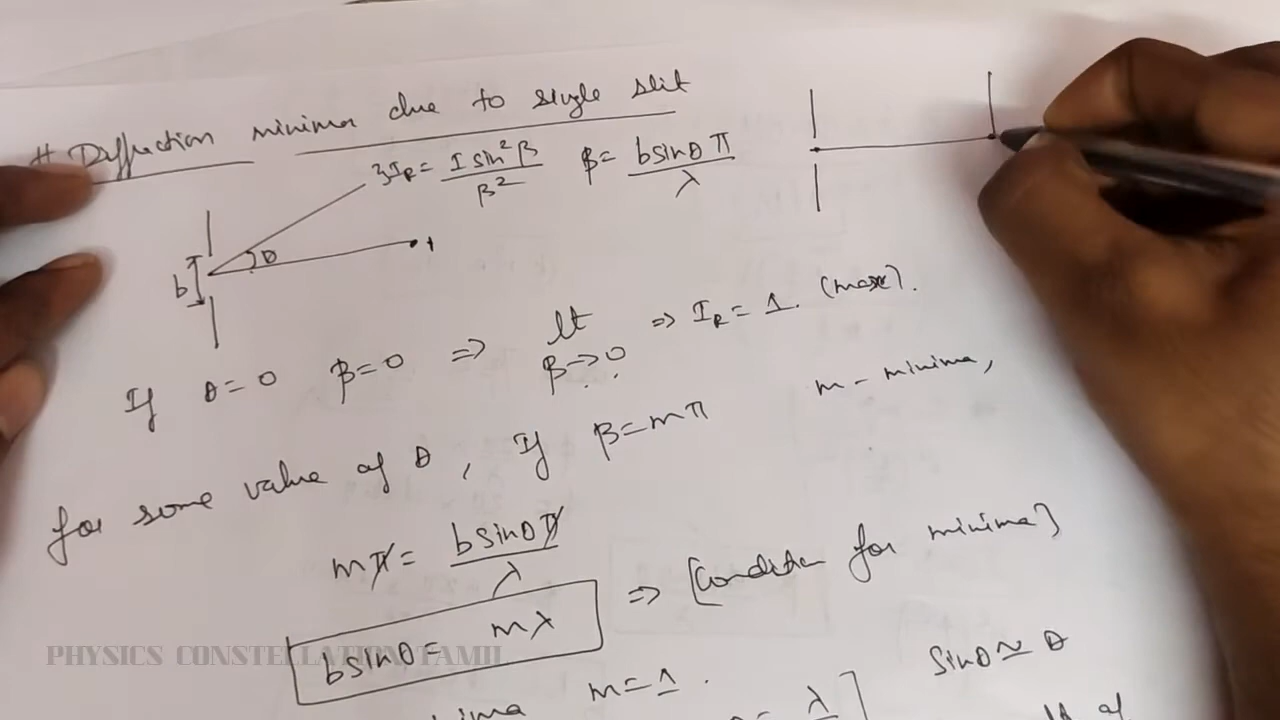 # Diffraction minima due to single slit
I_R = I sin²β / β² β = b sinθ π / λ
θ
b
If θ = 0 β = 0 ⇒ lt β→0 ⇒ I_R = 1. (max).
for some value of θ, If β = mπ m - minima,
mπ = b sinθ π / λ
b sinθ = mλ ⇒ [Condition for minima]
PHYSICS CONSTELLATION TAMIL
m = 1. sinθ ≃ θ
λ